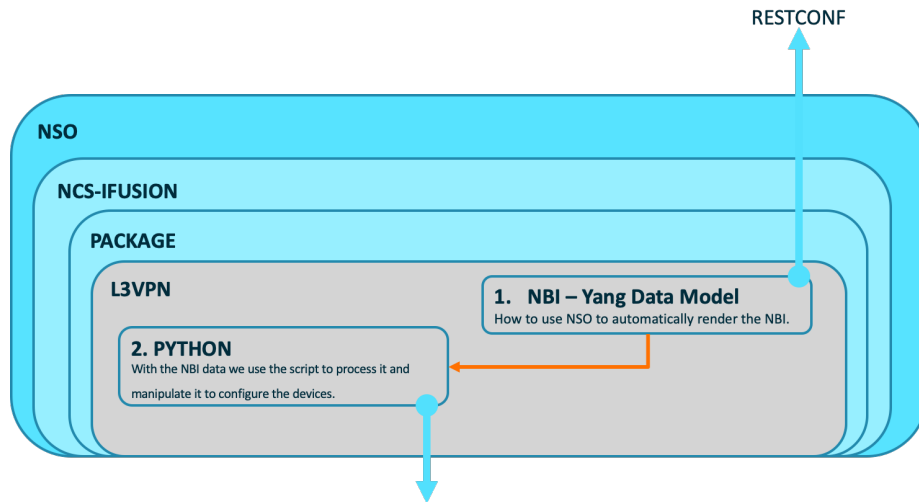 RESTCONF
NSO
NCS-IFUSION
PACKAGE
L3VPN
1. NBI – Yang Data Model
How to use NSO to automatically render the NBI.
2. PYTHON
With the NBI data we use the script to process it and
manipulate it to configure the devices.